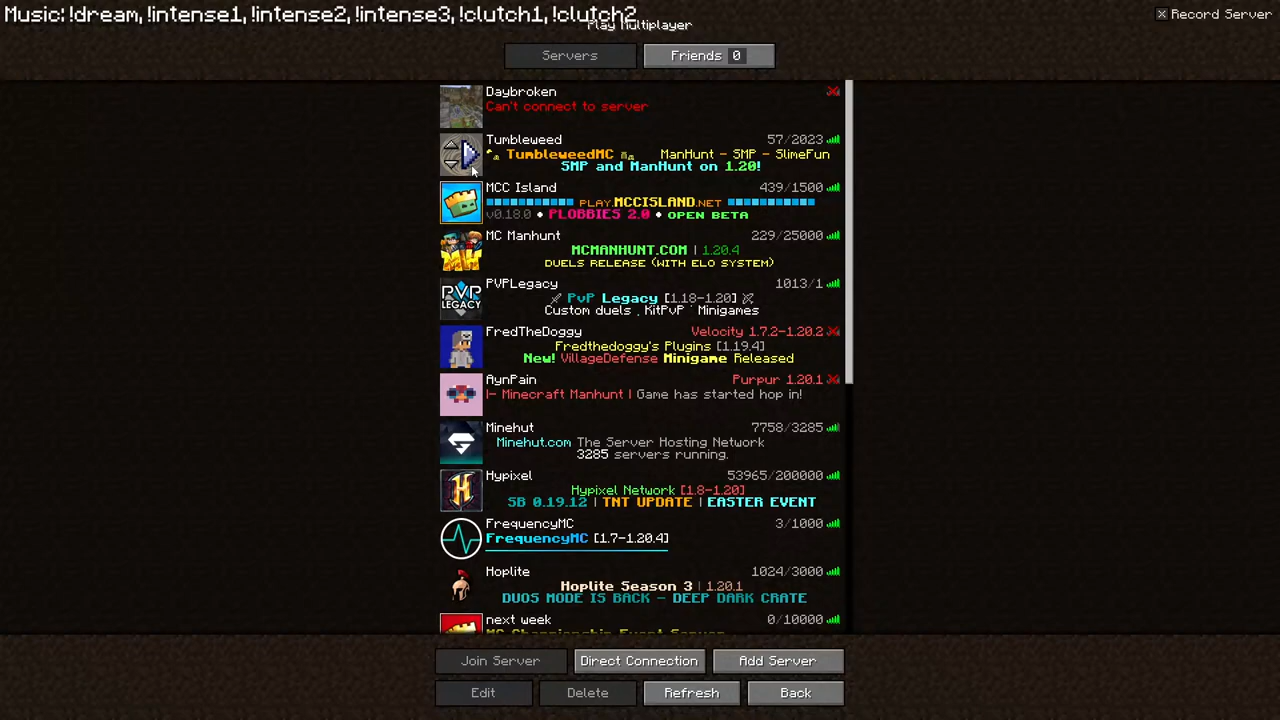 Music: !dream, !intense1, !intense2, !intense3, !clutch1, !clutch2
Record Server
Play Multiplayer
Servers
Friends 0
Daybroken
Can't connect to server
Tumbleweed 57/2023
TumbleweedMC ManHunt - SMP - SlimeFun
SMP and ManHunt on 1.20!
MCC Island 439/1500
PLAY.MCCISLAND.NET
v0.18.0 • PLOBBIES 2.0 • OPEN BETA
MC Manhunt 229/25000
MCMANHUNT.COM | 1.20.4
DUELS RELEASE (WITH ELO SYSTEM)
PVPLegacy 1013/1
PVP LEGACY
PvP Legacy [1.18-1.20]
Custom duels , KitPvP ' Minigames
FredTheDoggy Velocity 1.7.2-1.20.2
Fredthedoggy's Plugins [1.19.4]
New! VillageDefense Minigame Released
AynPain Purpur 1.20.1
|- Minecraft Manhunt | Game has started hop in!
Minehut 7758/3285
Minehut.com The Server Hosting Network
3285 servers running.
Hypixel 53965/200000
Hypixel Network [1.8-1.20]
SB 0.19.12 | TNT UPDATE | EASTER EVENT
FrequencyMC 3/1000
FrequencyMC [1.7-1.20.4]
Hoplite 1024/3000
Hoplite Season 3 | 1.20.1
DUOS MODE IS BACK - DEEP DARK CRATE
next week 0/10000
MC Championship Event Server
Join Server
Direct Connection
Add Server
Edit
Delete
Refresh
Back